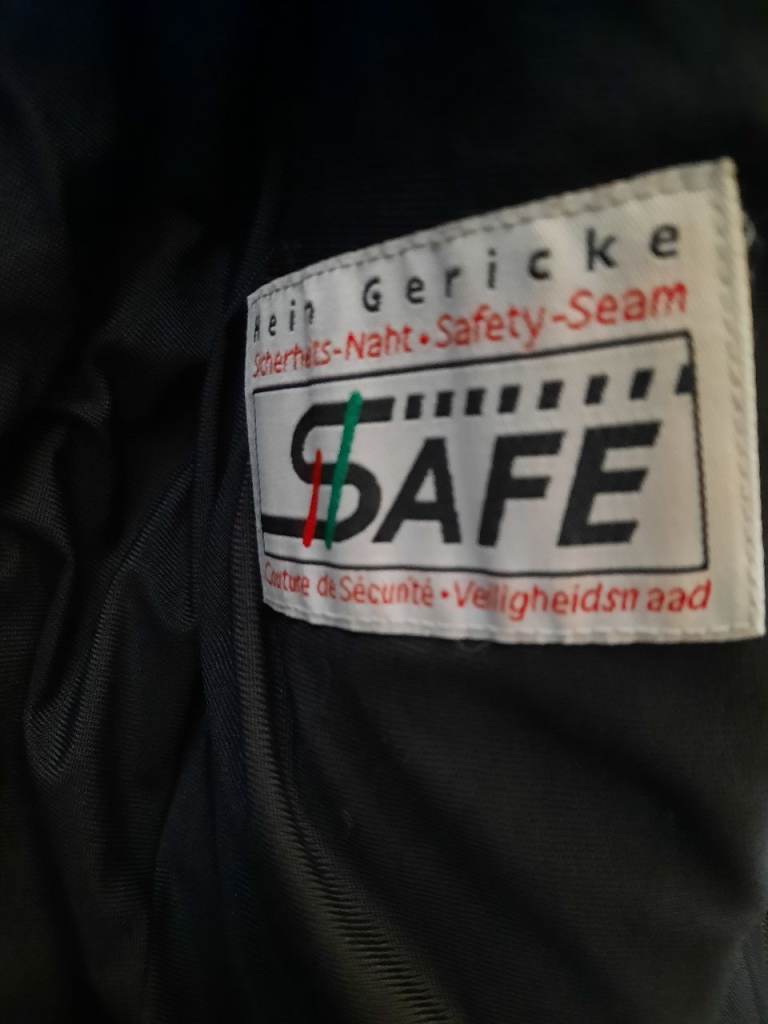 Hein Gericke
Sicherheits-Naht • Safety-Seam
SAFE
Couture de Sécurité • Veiligheidsnaad